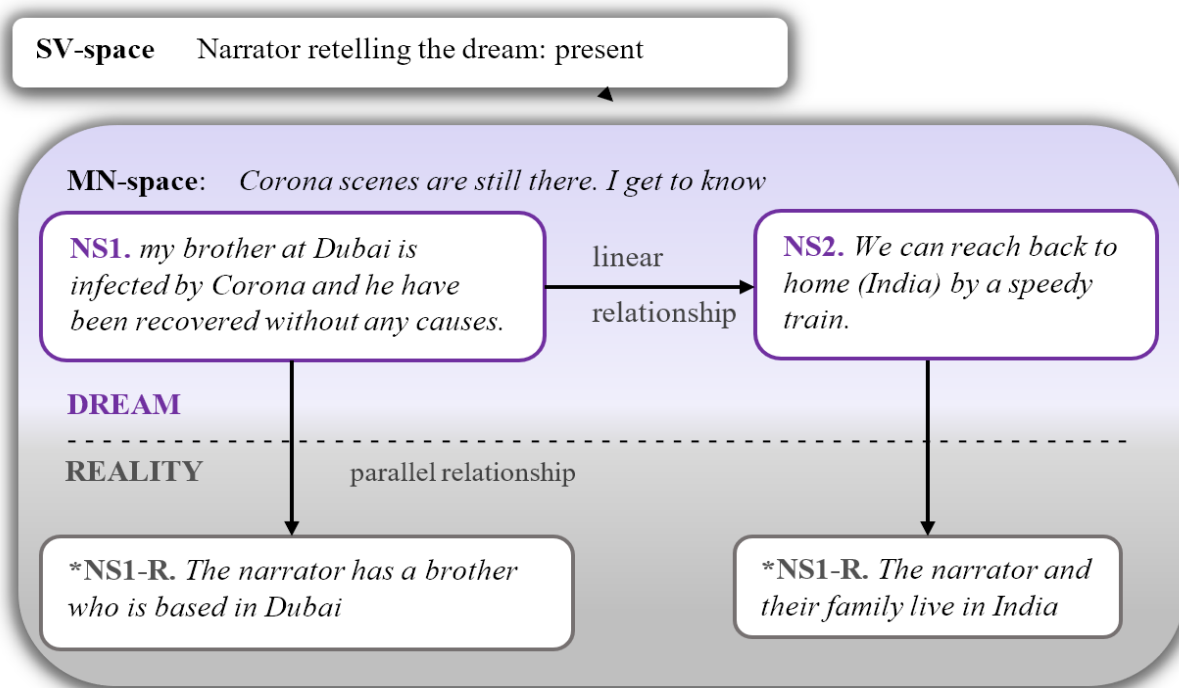 SV-space Narrator retelling the dream: present
MN-space: Corona scenes are still there. I get to know
NS1. my brother at Dubai is
infected by Corona and he have
been recovered without any causes.
linear
relationship
NS2. We can reach back to
home (India) by a speedy
train.
DREAM
REALITY
parallel relationship
*NS1-R. The narrator has a brother
who is based in Dubai
*NS1-R. The narrator and
their family live in India